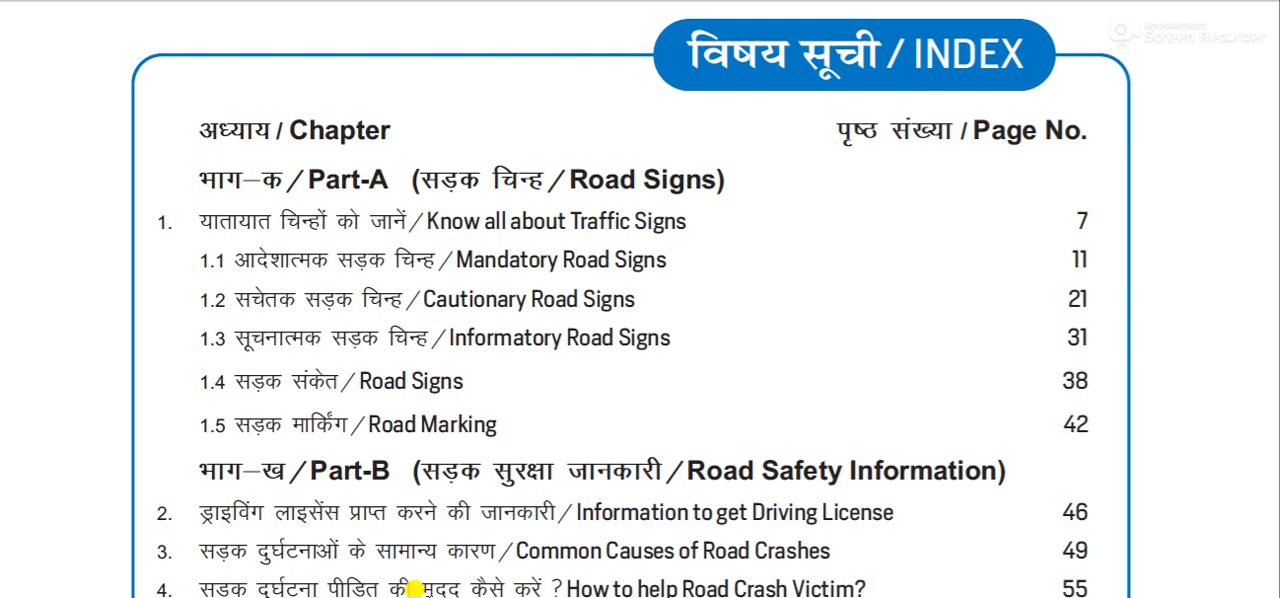 Apowersoft
Screen Recorder
विषय सूची / INDEX
अध्याय / Chapter पृष्ठ संख्या / Page No.
भाग–क / Part-A (सड़क चिन्ह / Road Signs)
1. यातायात चिन्हों को जानें / Know all about Traffic Signs 7
1.1 आदेशात्मक सड़क चिन्ह / Mandatory Road Signs 11
1.2 सचेतक सड़क चिन्ह / Cautionary Road Signs 21
1.3 सूचनात्मक सड़क चिन्ह / Informatory Road Signs 31
1.4 सड़क संकेत / Road Signs 38
1.5 सड़क मार्किंग / Road Marking 42
भाग–ख / Part-B (सड़क सुरक्षा जानकारी / Road Safety Information)
2. ड्राइविंग लाइसेंस प्राप्त करने की जानकारी / Information to get Driving License 46
3. सड़क दुर्घटनाओं के सामान्य कारण / Common Causes of Road Crashes 49
4. सड़क दुर्घटना पीड़ित की मदद कैसे करें ? How to help Road Crash Victim? 55